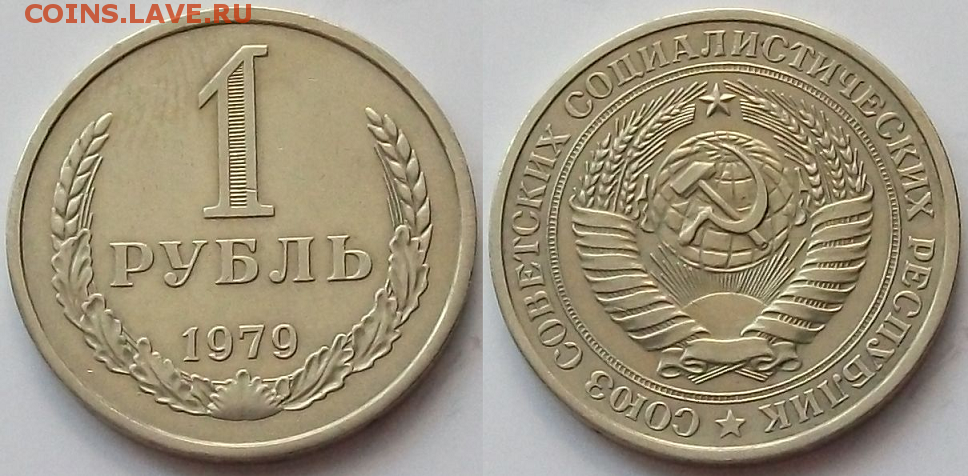 COINS.LAVE.RU
1
РУБЛЬ
1979
СОЮЗ СОВЕТСКИХ СОЦИАЛИСТИЧЕСКИХ РЕСПУБЛИК